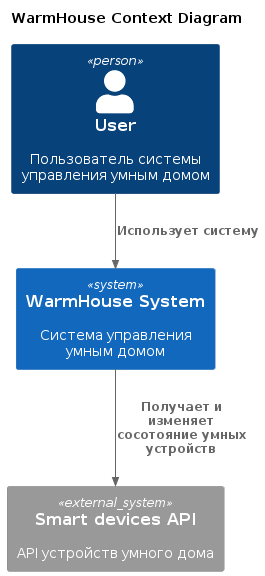 WarmHouse Context Diagram
«person»
User
Пользователь системы
управления умным домом
Использует систему
«system»
WarmHouse System
Система управления
умным домом
Получает и
изменяет
сосотояние умных
устройств
«external_system»
Smart devices API
API устройств умного дома